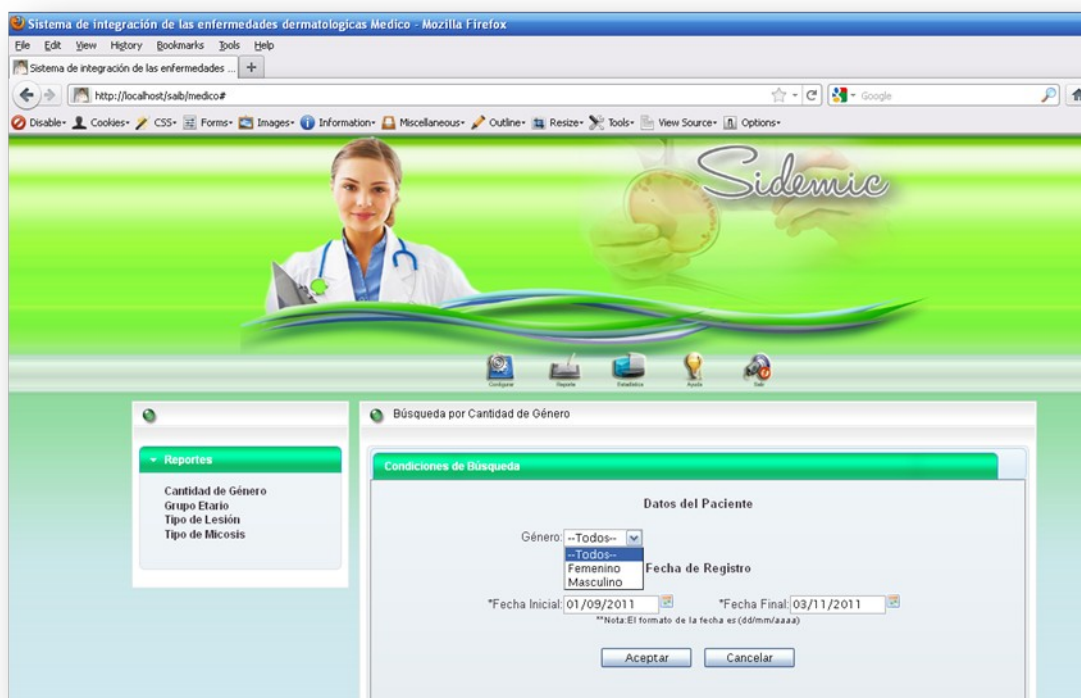 Sistema de integración de las enfermedades dermatologícas Medico - Mozilla Firefox
File Edit View History Bookmarks Tools Help
Sistema de integración de las enfermedades ... +
http://localhost/saib/medico#
Google
Disable Cookies CSS Forms Images Information Miscellaneous Outline Resize Tools View Source Options
Sidemic
Configurar Reporte Estadística Ayuda Salir
Búsqueda por Cantidad de Género
Reportes
Cantidad de Género
Grupo Etario
Tipo de Lesión
Tipo de Micosis
Condiciones de Búsqueda
Datos del Paciente
Género: --Todos--
--Todos--
Femenino
Masculino
Fecha de Registro
*Fecha Inicial: 01/09/2011 *Fecha Final: 03/11/2011
**Nota:El formato de la fecha es (dd/mm/aaaa)
Aceptar Cancelar